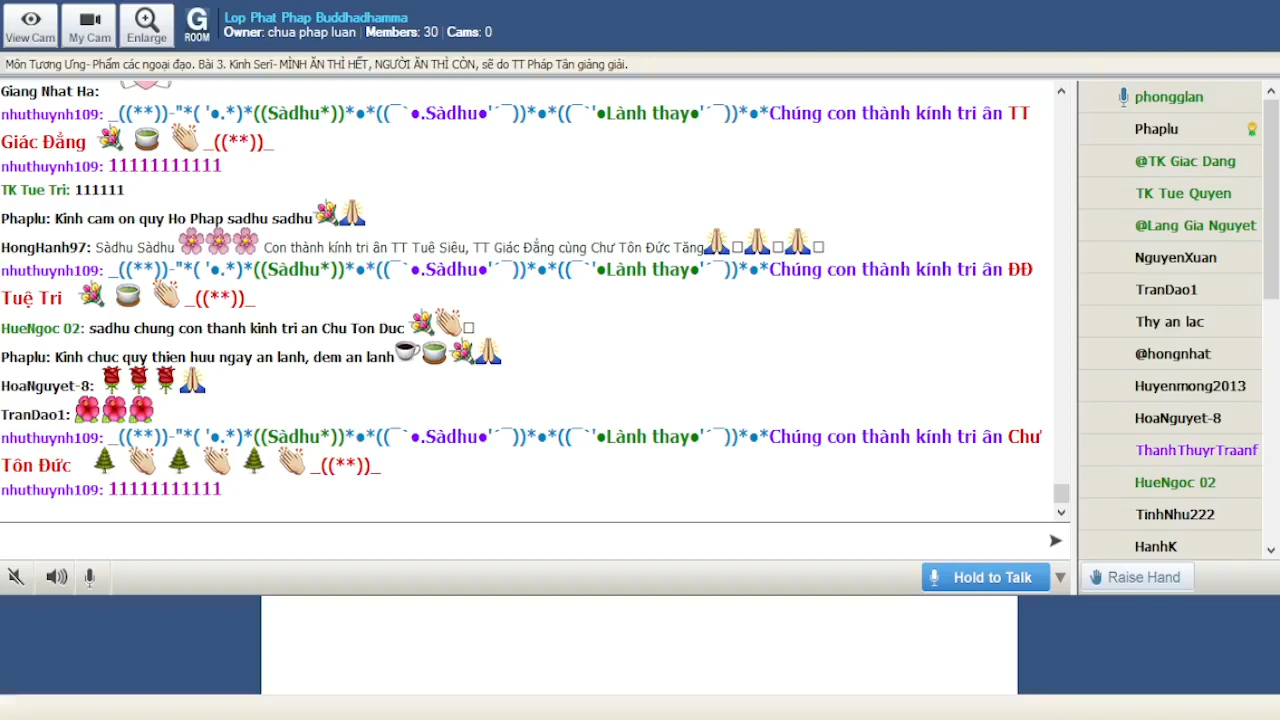 View Cam
My Cam
Enlarge
G ROOM
Lop Phat Phap Buddhadhamma
Owner: chua phap luan | Members: 30 | Cams: 0
Môn Tương Ưng- Phẩm các ngoại đạo. Bài 3. Kinh Serī- MÌNH ĂN THÌ HẾT, NGƯỜI ĂN THÌ CÒN, sẽ do TT Pháp Tân giảng giải.
Giang Nhat Ha:
nhuthuynh109: _((**))-"*( '●.*)*((Sàdhu*))*●*((¯`●.Sàdhu●'´¯))*●*((¯`'●Lành thay●'´¯))*●*Chúng con thành kính tri ân TT
Giác Đẳng _((**))_
nhuthuynh109: 11111111111
TK Tue Tri: 111111
Phaplu: Kinh cam on quy Ho Phap sadhu sadhu
HongHanh97: Sàdhu Sàdhu Con thành kính tri ân TT Tuệ Siêu, TT Giác Đẳng cùng Chư Tôn Đức Tăng
nhuthuynh109: _((**))-"*( '●.*)*((Sàdhu*))*●*((¯`●.Sàdhu●'´¯))*●*((¯`'●Lành thay●'´¯))*●*Chúng con thành kính tri ân ĐĐ
Tuệ Tri _((**))_
HueNgoc 02: sadhu chung con thanh kinh tri an Chu Ton Duc
Phaplu: Kinh chuc quy thien huu ngay an lanh, dem an lanh
HoaNguyet-8:
TranDao1:
nhuthuynh109: _((**))-"*( '●.*)*((Sàdhu*))*●*((¯`●.Sàdhu●'´¯))*●*((¯`'●Lành thay●'´¯))*●*Chúng con thành kính tri ân Chư
Tôn Đức _((**))_
nhuthuynh109: 11111111111
phongglan
Phaplu
@TK Giac Dang
TK Tue Quyen
@Lang Gia Nguyet
NguyenXuan
TranDao1
Thy an lac
@hongnhat
Huyenmong2013
HoaNguyet-8
ThanhThuyrTraanf
HueNgoc 02
TinhNhu222
HanhK
Hold to Talk
Raise Hand